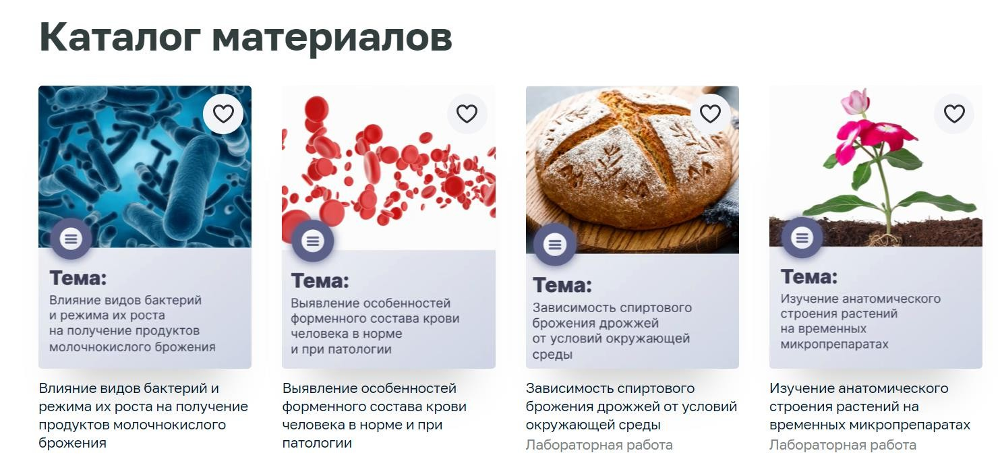 Каталог материалов
Тема:
Влияние видов бактерий
и режима их роста
на получение продуктов
молочнокислого брожения
Влияние видов бактерий и
режима их роста на получение
продуктов молочнокислого
брожения
Тема:
Выявление особенностей
форменного состава крови
человека в норме
и при патологии
Выявление особенностей
форменного состава крови
человека в норме и при
патологии
Тема:
Зависимость спиртового
брожения дрожжей
от условий окружающей
среды
Зависимость спиртового
брожения дрожжей от условий
окружающей среды
Лабораторная работа
Тема:
Изучение анатомического
строения растений
на временных
микропрепаратах
Изучение анатомического
строения растений на
временных микропрепаратах
Лабораторная работа